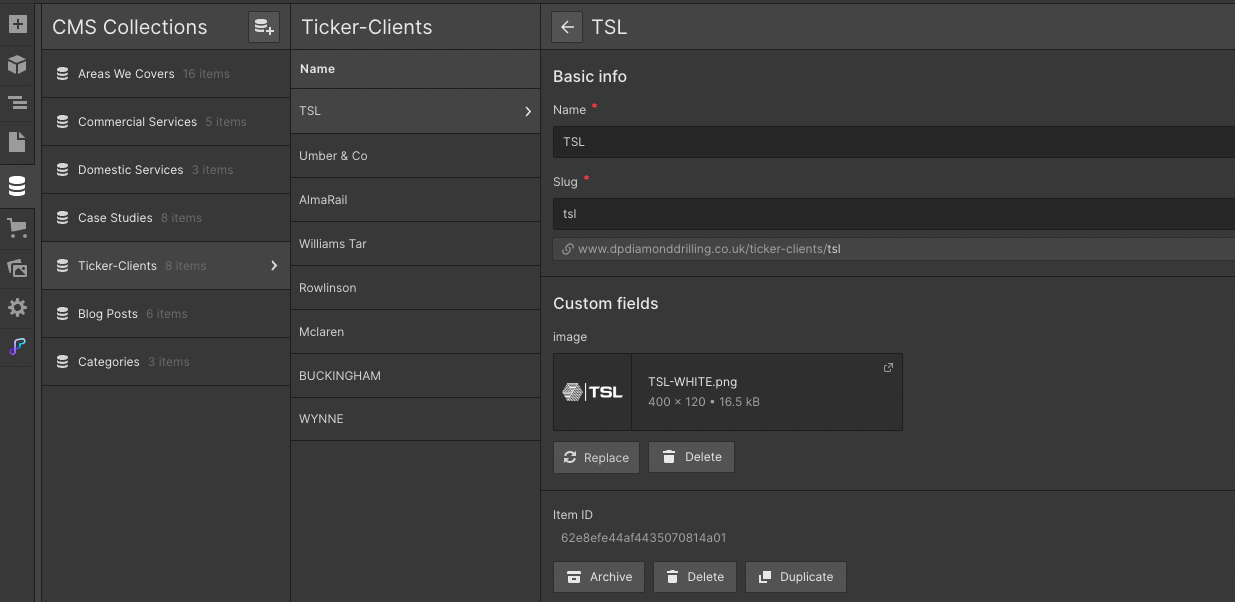 CMS Collections
Areas We Covers 16 items
Commercial Services 5 items
Domestic Services 3 items
Case Studies 8 items
Ticker-Clients 8 items
Blog Posts 6 items
Categories 3 items
Ticker-Clients
Name
TSL
Umber & Co
AlmaRail
Williams Tar
Rowlinson
Mclaren
BUCKINGHAM
WYNNE
TSL
Basic info
Name *
TSL
Slug *
tsl
www.dpdiamonddrilling.co.uk/ticker-clients/tsl
Custom fields
image
TSL
TSL-WHITE.png
400 × 120 • 16.5 kB
Replace Delete
Item ID
62e8efe44af4435070814a01
Archive Delete Duplicate